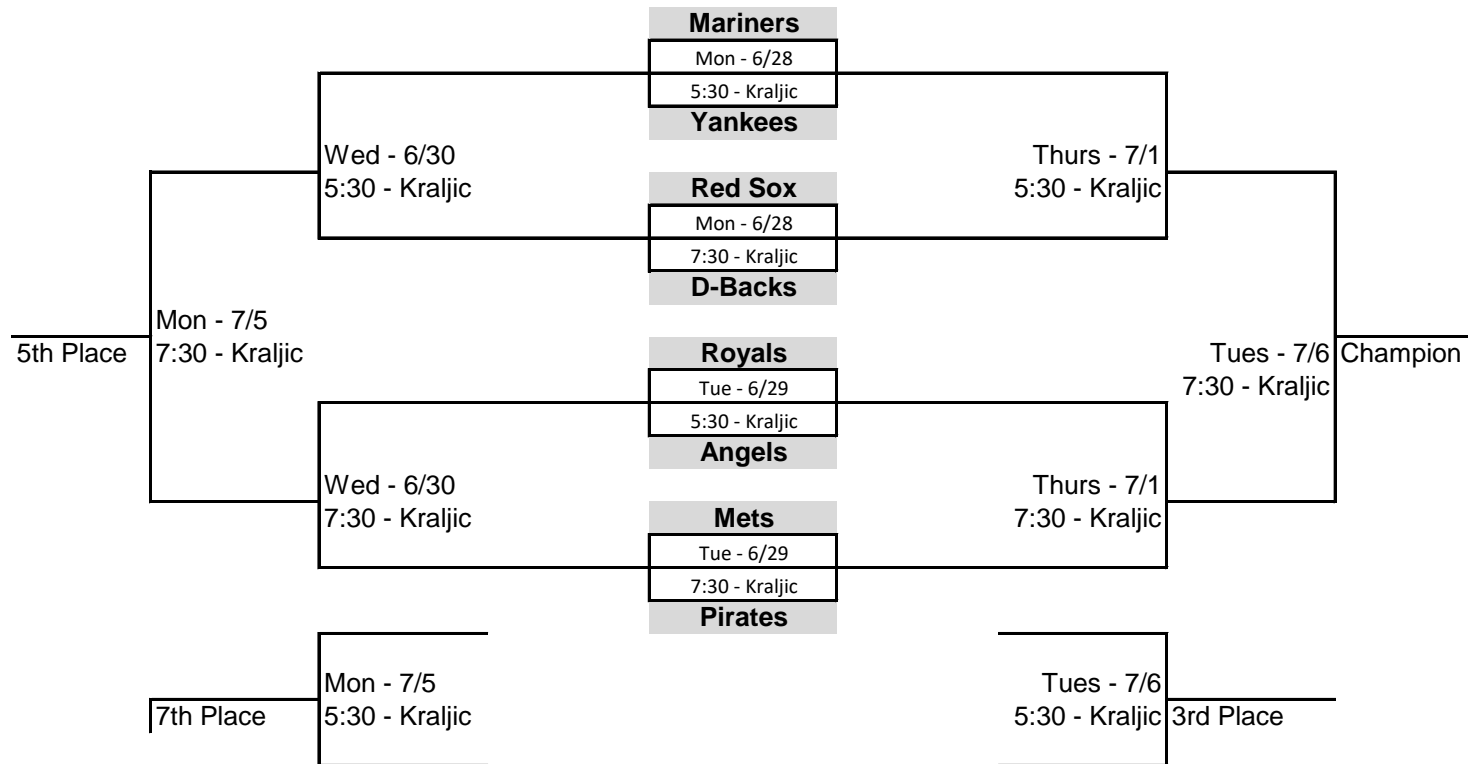 Mariners
Mon - 6/28
5:30 - Kraljic
Yankees
Wed - 6/30
5:30 - Kraljic
Thurs - 7/1
5:30 - Kraljic
Red Sox
Mon - 6/28
7:30 - Kraljic
D-Backs
Mon - 7/5
7:30 - Kraljic
5th Place
Royals
Tue - 6/29
5:30 - Kraljic
Angels
Tues - 7/6
7:30 - Kraljic
Champion
Wed - 6/30
7:30 - Kraljic
Thurs - 7/1
7:30 - Kraljic
Mets
Tue - 6/29
7:30 - Kraljic
Pirates
Mon - 7/5
5:30 - Kraljic
7th Place
Tues - 7/6
5:30 - Kraljic
3rd Place